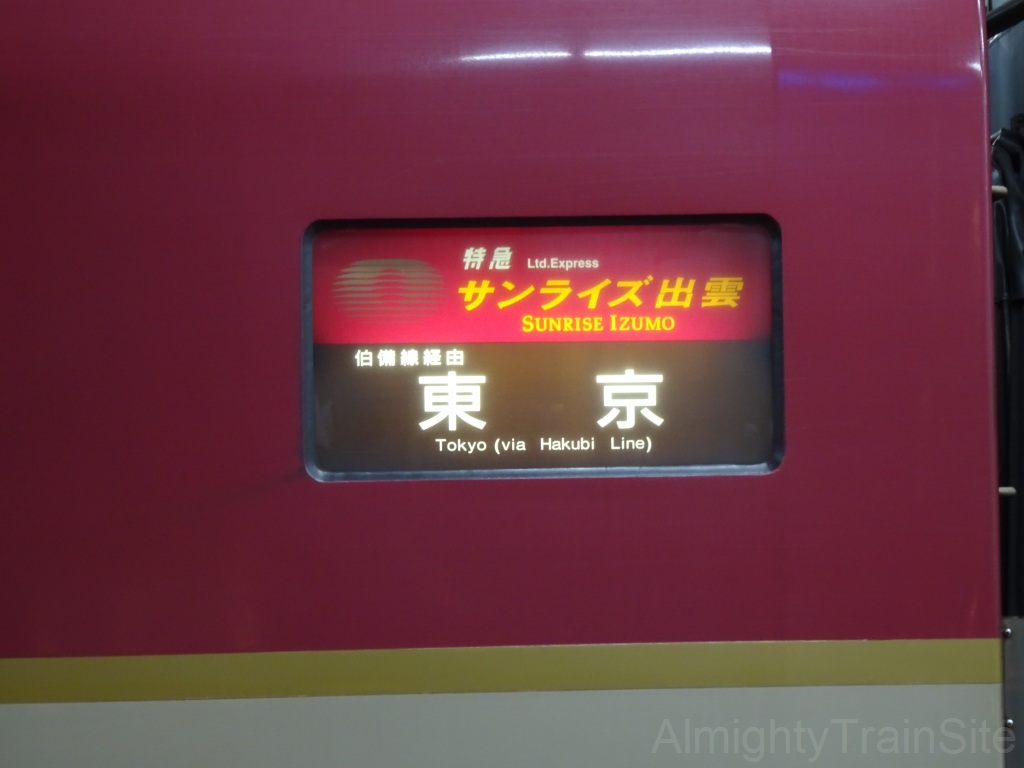 特急 Ltd.Express
サンライズ出雲
SUNRISE IZUMO
伯備線経由
東京
Tokyo (via Hakubi Line)
AlmightyTrainSite